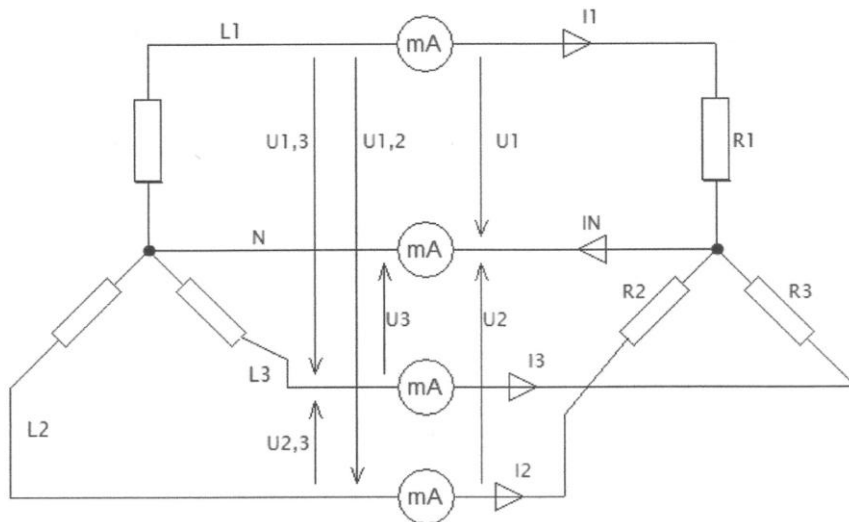 L1
mA
I1
U1,3
U1,2
U1
R1
N
mA
IN
R2
R3
U3
U2
L3
mA
I3
L2
U2,3
mA
I2